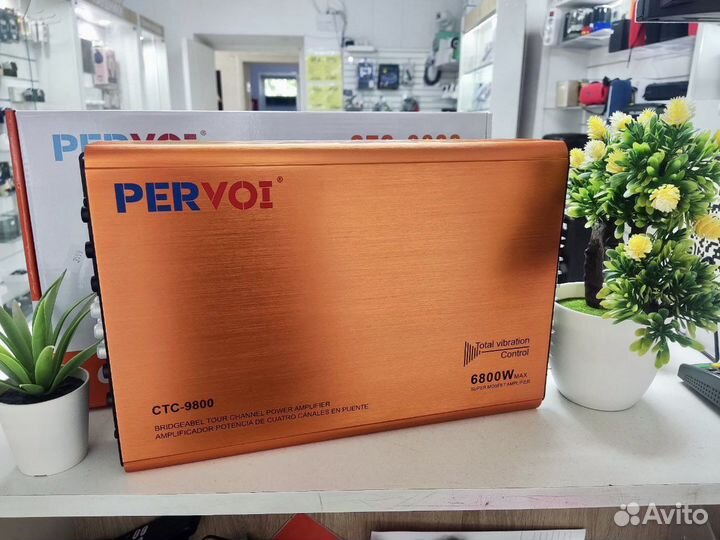 PERVOI
PERVOI®
Total vibration
Control
6800W MAX
SUPER MOSFET AMPLIFIER
CTC-9800
BRIDGEABEL TOUR CHANNEL POWER AMPLIFIER
AMPLIFICADOR POTENCIA DE CUATRO CANALES EN PUENTE
Avito